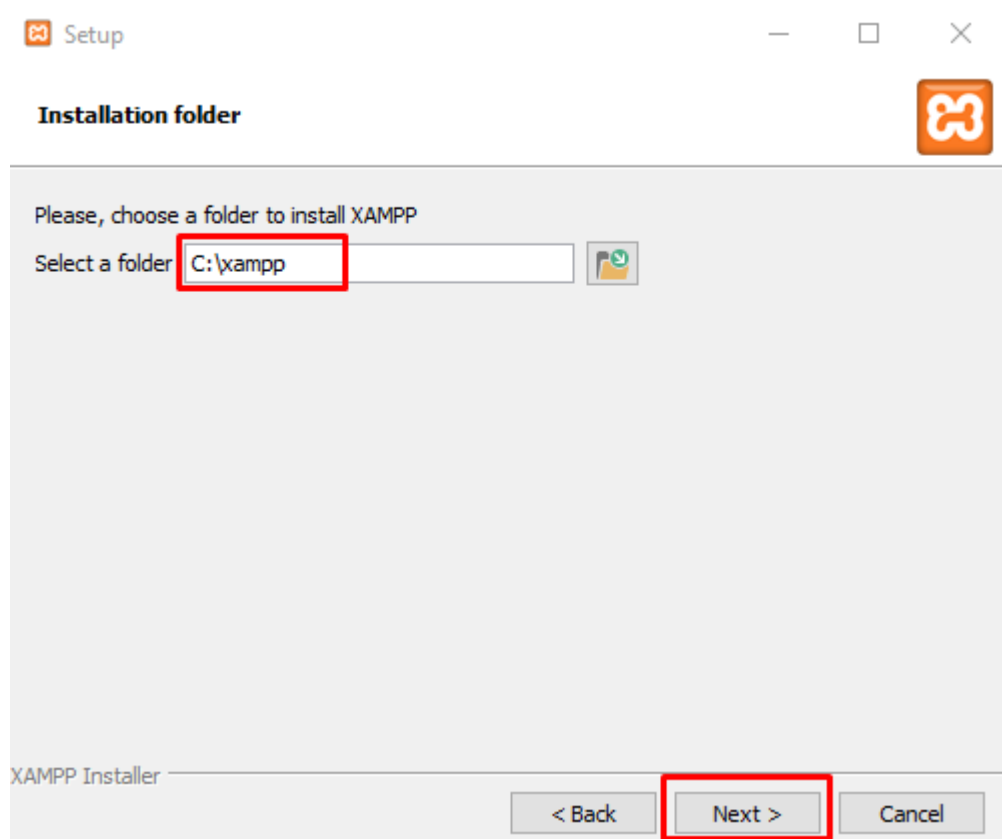 Setup
Installation folder
Please, choose a folder to install XAMPP
Select a folder C:\xampp
XAMPP Installer
< Back Next > Cancel